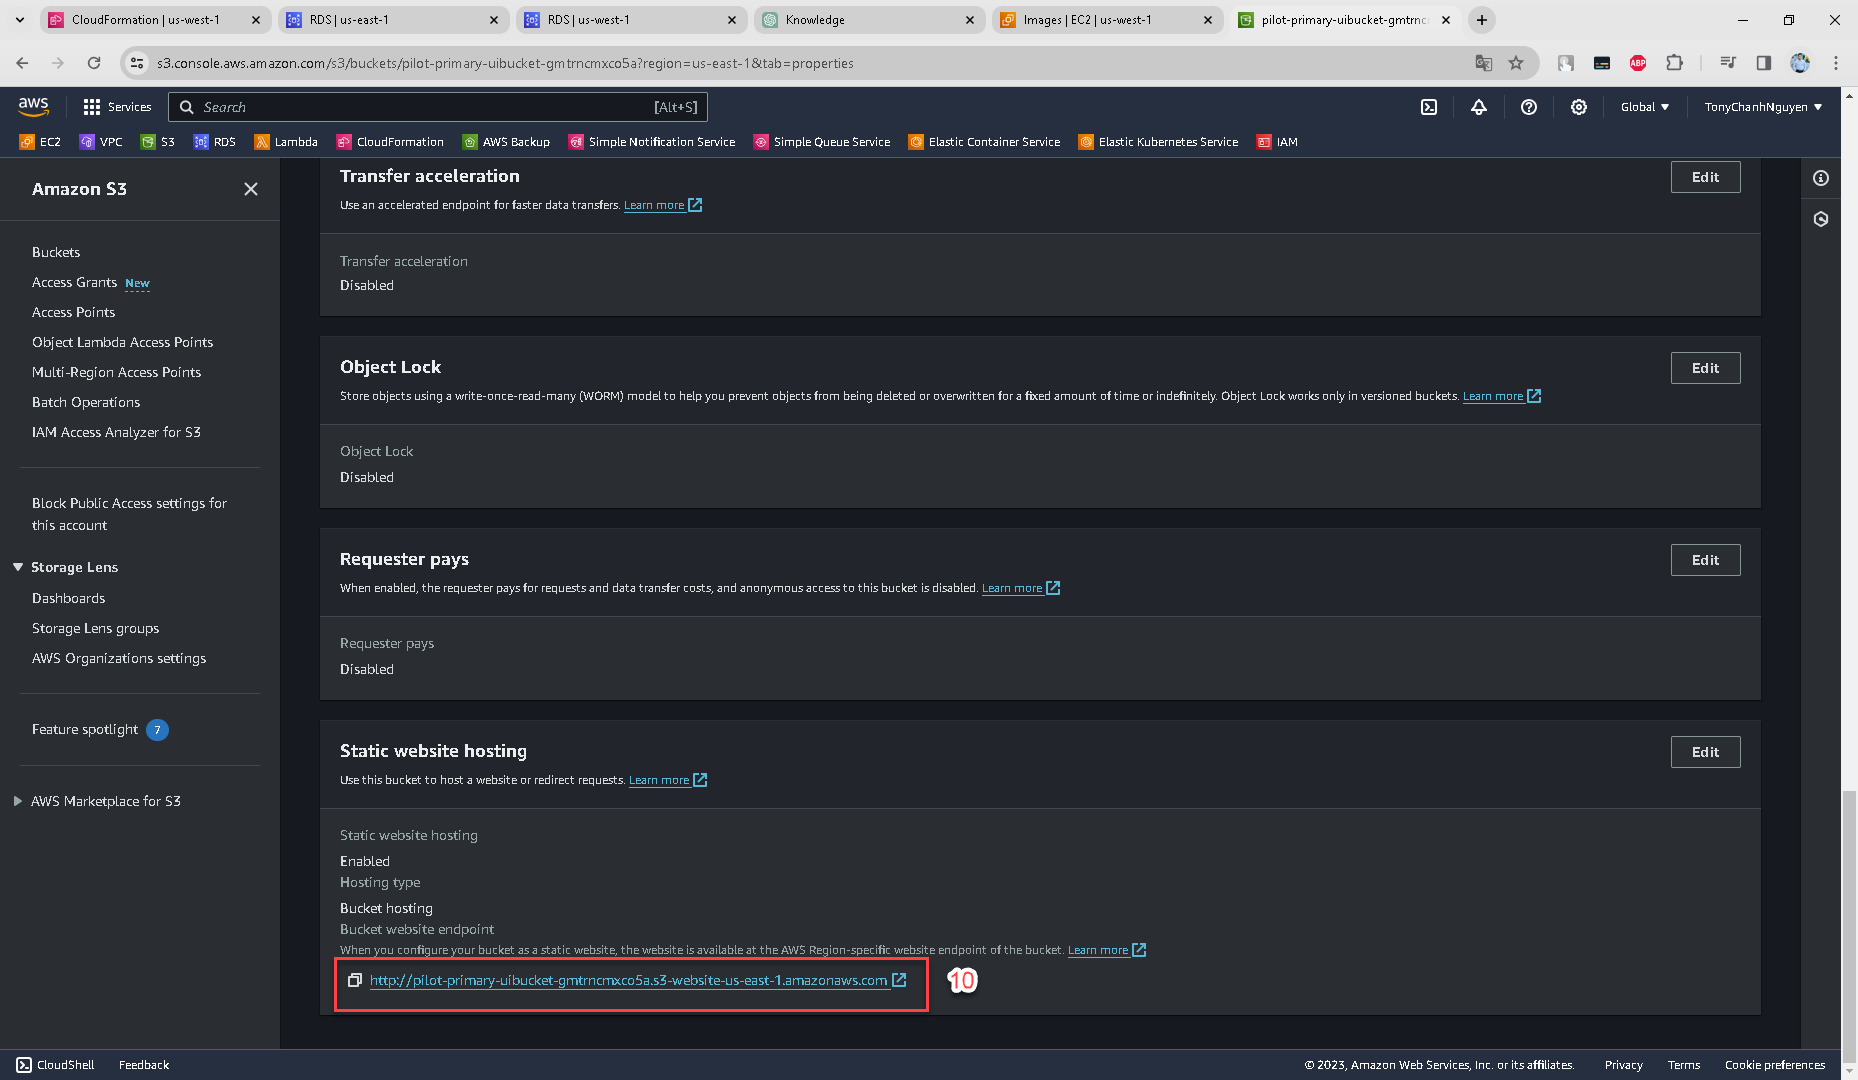 CloudFormation | us-west-1
RDS | us-east-1
RDS | us-west-1
Knowledge
Images | EC2 | us-west-1
pilot-primary-uibucket-gmtrnc
s3.console.aws.amazon.com/s3/buckets/pilot-primary-uibucket-gmtrncmxco5a?region=us-east-1&tab=properties
ABP
aws
Services
Search
[Alt+S]
Global
TonyChanhNguyen
EC2
VPC
S3
RDS
Lambda
CloudFormation
AWS Backup
Simple Notification Service
Simple Queue Service
Elastic Container Service
Elastic Kubernetes Service
IAM
Amazon S3
Buckets
Access Grants New
Access Points
Object Lambda Access Points
Multi-Region Access Points
Batch Operations
IAM Access Analyzer for S3
Block Public Access settings for
this account
Storage Lens
Dashboards
Storage Lens groups
AWS Organizations settings
Feature spotlight 7
AWS Marketplace for S3
Transfer acceleration
Edit
Use an accelerated endpoint for faster data transfers. Learn more
Transfer acceleration
Disabled
Object Lock
Edit
Store objects using a write-once-read-many (WORM) model to help you prevent objects from being deleted or overwritten for a fixed amount of time or indefinitely. Object Lock works only in versioned buckets. Learn more
Object Lock
Disabled
Requester pays
Edit
When enabled, the requester pays for requests and data transfer costs, and anonymous access to this bucket is disabled. Learn more
Requester pays
Disabled
Static website hosting
Edit
Use this bucket to host a website or redirect requests. Learn more
Static website hosting
Enabled
Hosting type
Bucket hosting
Bucket website endpoint
When you configure your bucket as a static website, the website is available at the AWS Region-specific website endpoint of the bucket. Learn more
http://pilot-primary-uibucket-gmtrncmxco5a.s3-website-us-east-1.amazonaws.com
10
CloudShell
Feedback
© 2023, Amazon Web Services, Inc. or its affiliates.
Privacy
Terms
Cookie preferences